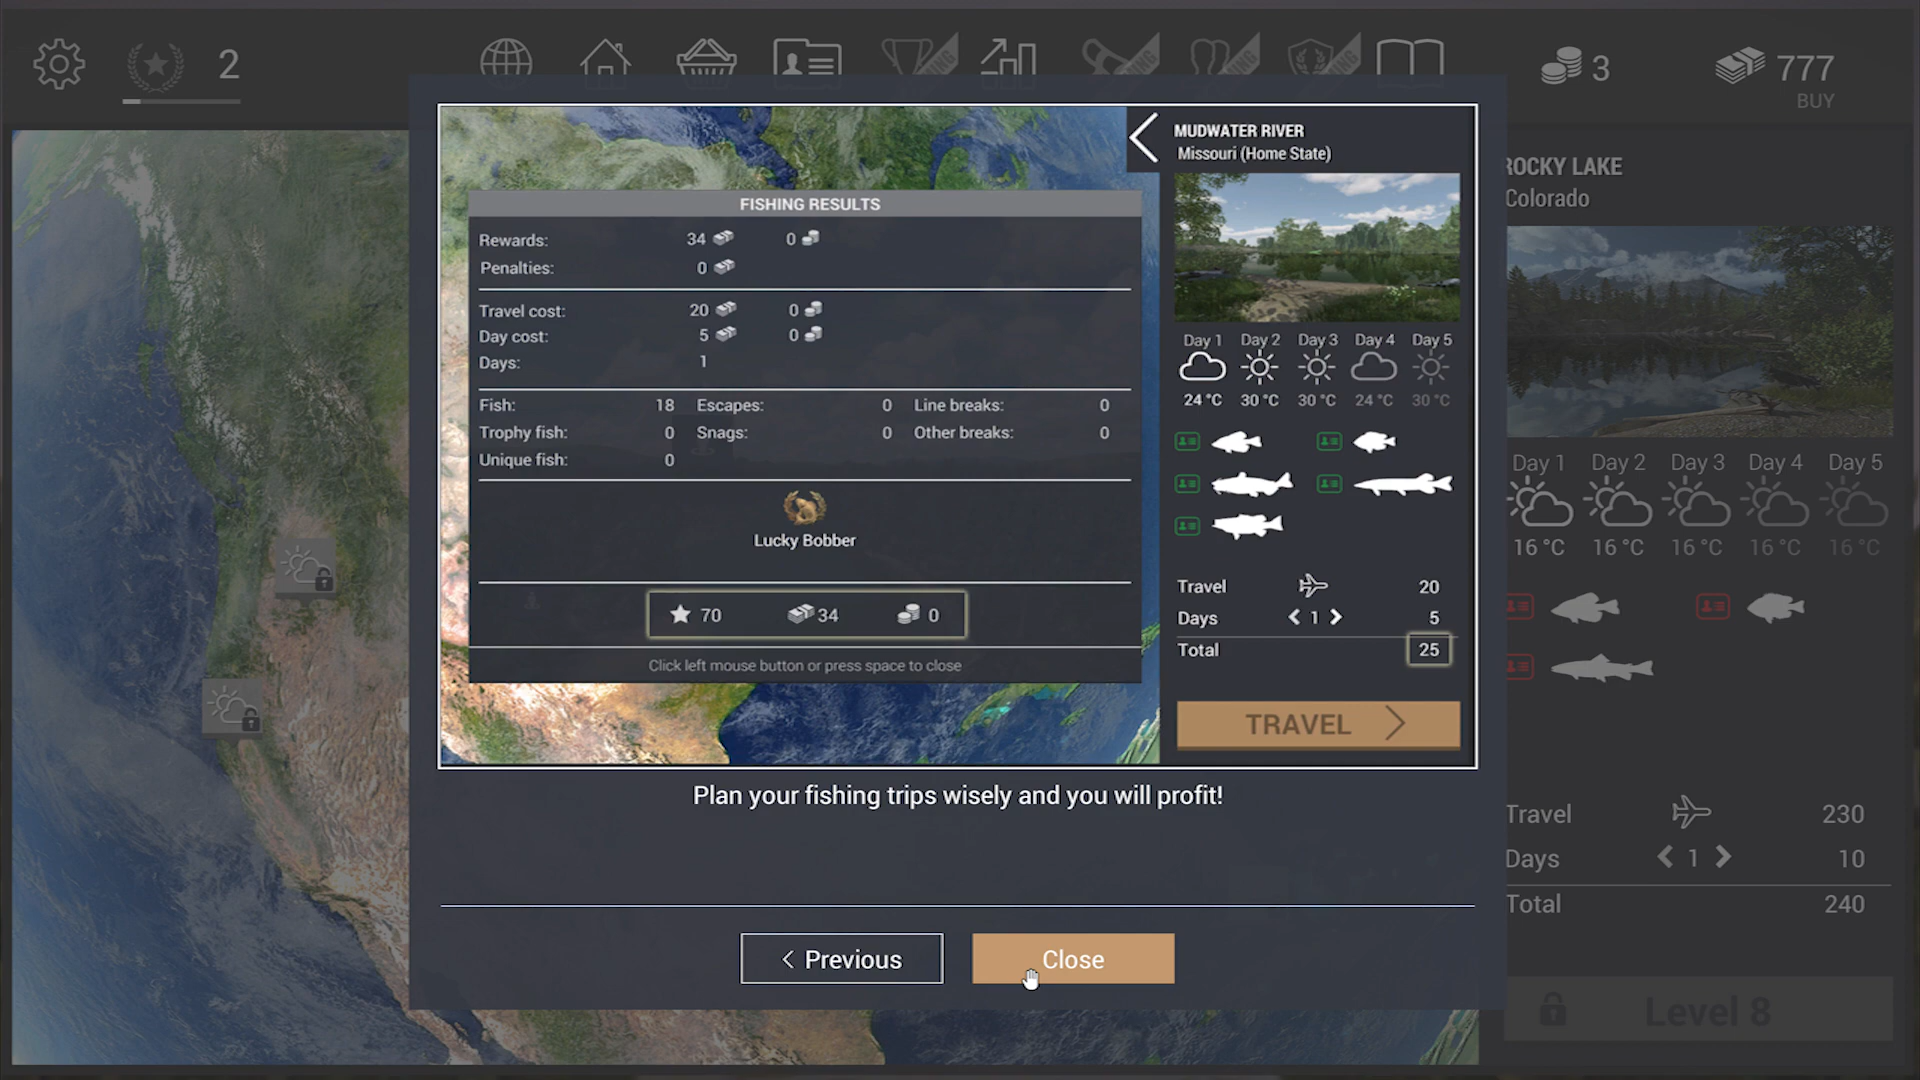 2
3
777
BUY
MUDWATER RIVER
Missouri (Home State)
FISHING RESULTS
Rewards: 34 0
Penalties: 0
Travel cost: 20 0
Day cost: 5 0
Days: 1
Fish: 18 Escapes: 0 Line breaks: 0
Trophy fish: 0 Snags: 0 Other breaks: 0
Unique fish: 0
Lucky Bobber
70 34 0
Click left mouse button or press space to close
Day 1 Day 2 Day 3 Day 4 Day 5
24 °C 30 °C 30 °C 24 °C 30 °C
Travel 20
Days < 1 > 5
Total 25
TRAVEL >
Plan your fishing trips wisely and you will profit!
< Previous
Close
ROCKY LAKE
Colorado
Day 1 Day 2 Day 3 Day 4 Day 5
16 °C 16 °C 16 °C 16 °C 16 °C
Travel 230
Days < 1 > 10
Total 240
Level 8